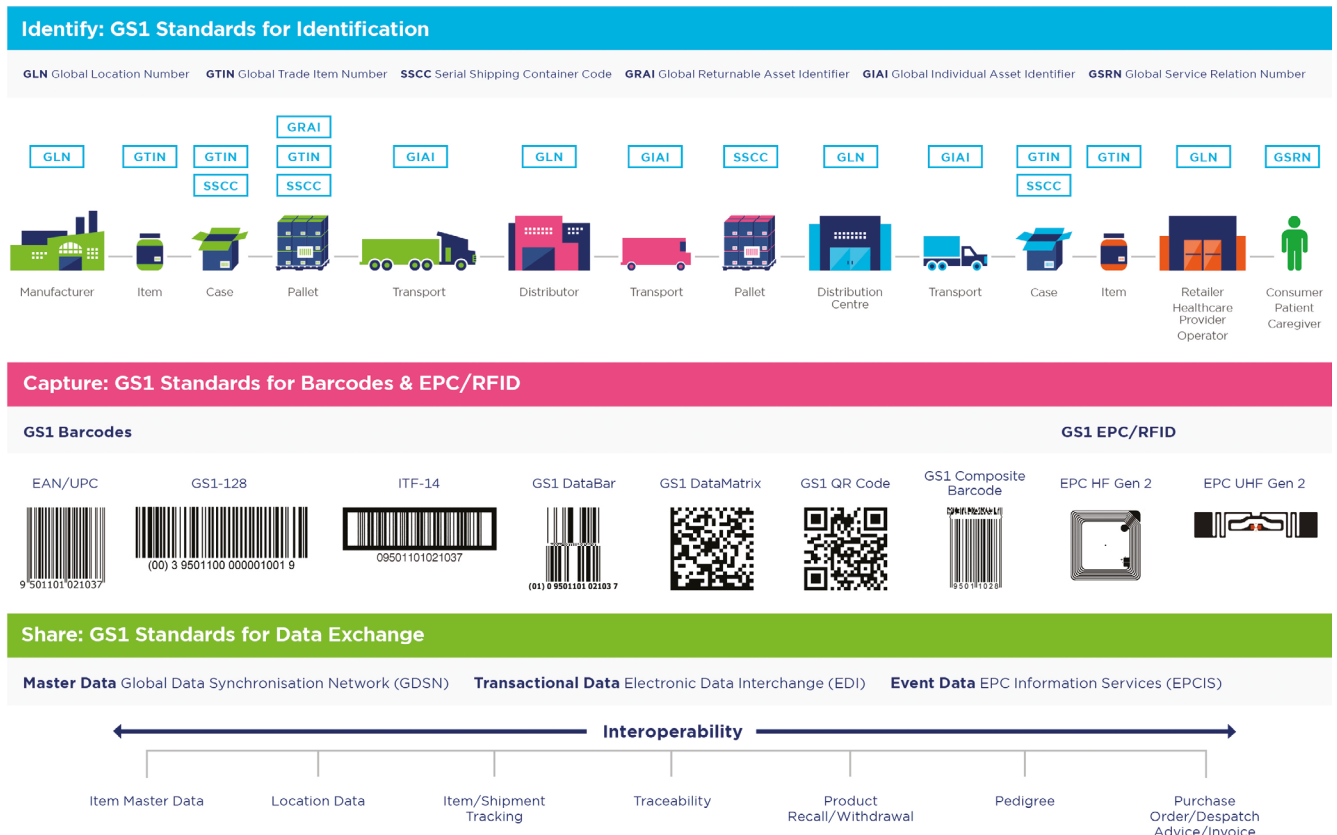 Identify: GS1 Standards for Identification
GLN Global Location Number GTIN Global Trade Item Number SSCC Serial Shipping Container Code GRAI Global Returnable Asset Identifier GIAI Global Individual Asset Identifier GSRN Global Service Relation Number
GRAI
GLN GTIN GTIN GTIN GIAI GLN GIAI SSCC GLN GIAI GTIN GTIN GLN GSRN
SSCC SSCC SSCC
Manufacturer Item Case Pallet Transport Distributor Transport Pallet Distribution Transport Case Item Retailer Consumer
Centre Healthcare Patient
Provider Caregiver
Operator
Capture: GS1 Standards for Barcodes & EPC/RFID
GS1 Barcodes GS1 EPC/RFID
EAN/UPC GS1-128 ITF-14 GS1 DataBar GS1 DataMatrix GS1 QR Code GS1 Composite EPC HF Gen 2 EPC UHF Gen 2
Barcode
09501101021037
(00) 3 9501100 000001001 9
9 501101 021037 (01) 0 9501101 02103 7 9501 1028
Share: GS1 Standards for Data Exchange
Master Data Global Data Synchronisation Network (GDSN) Transactional Data Electronic Data Interchange (EDI) Event Data EPC Information Services (EPCIS)
Interoperability
Item Master Data Location Data Item/Shipment Traceability Product Pedigree Purchase
Tracking Recall/Withdrawal Order/Despatch
Advice/Invoice